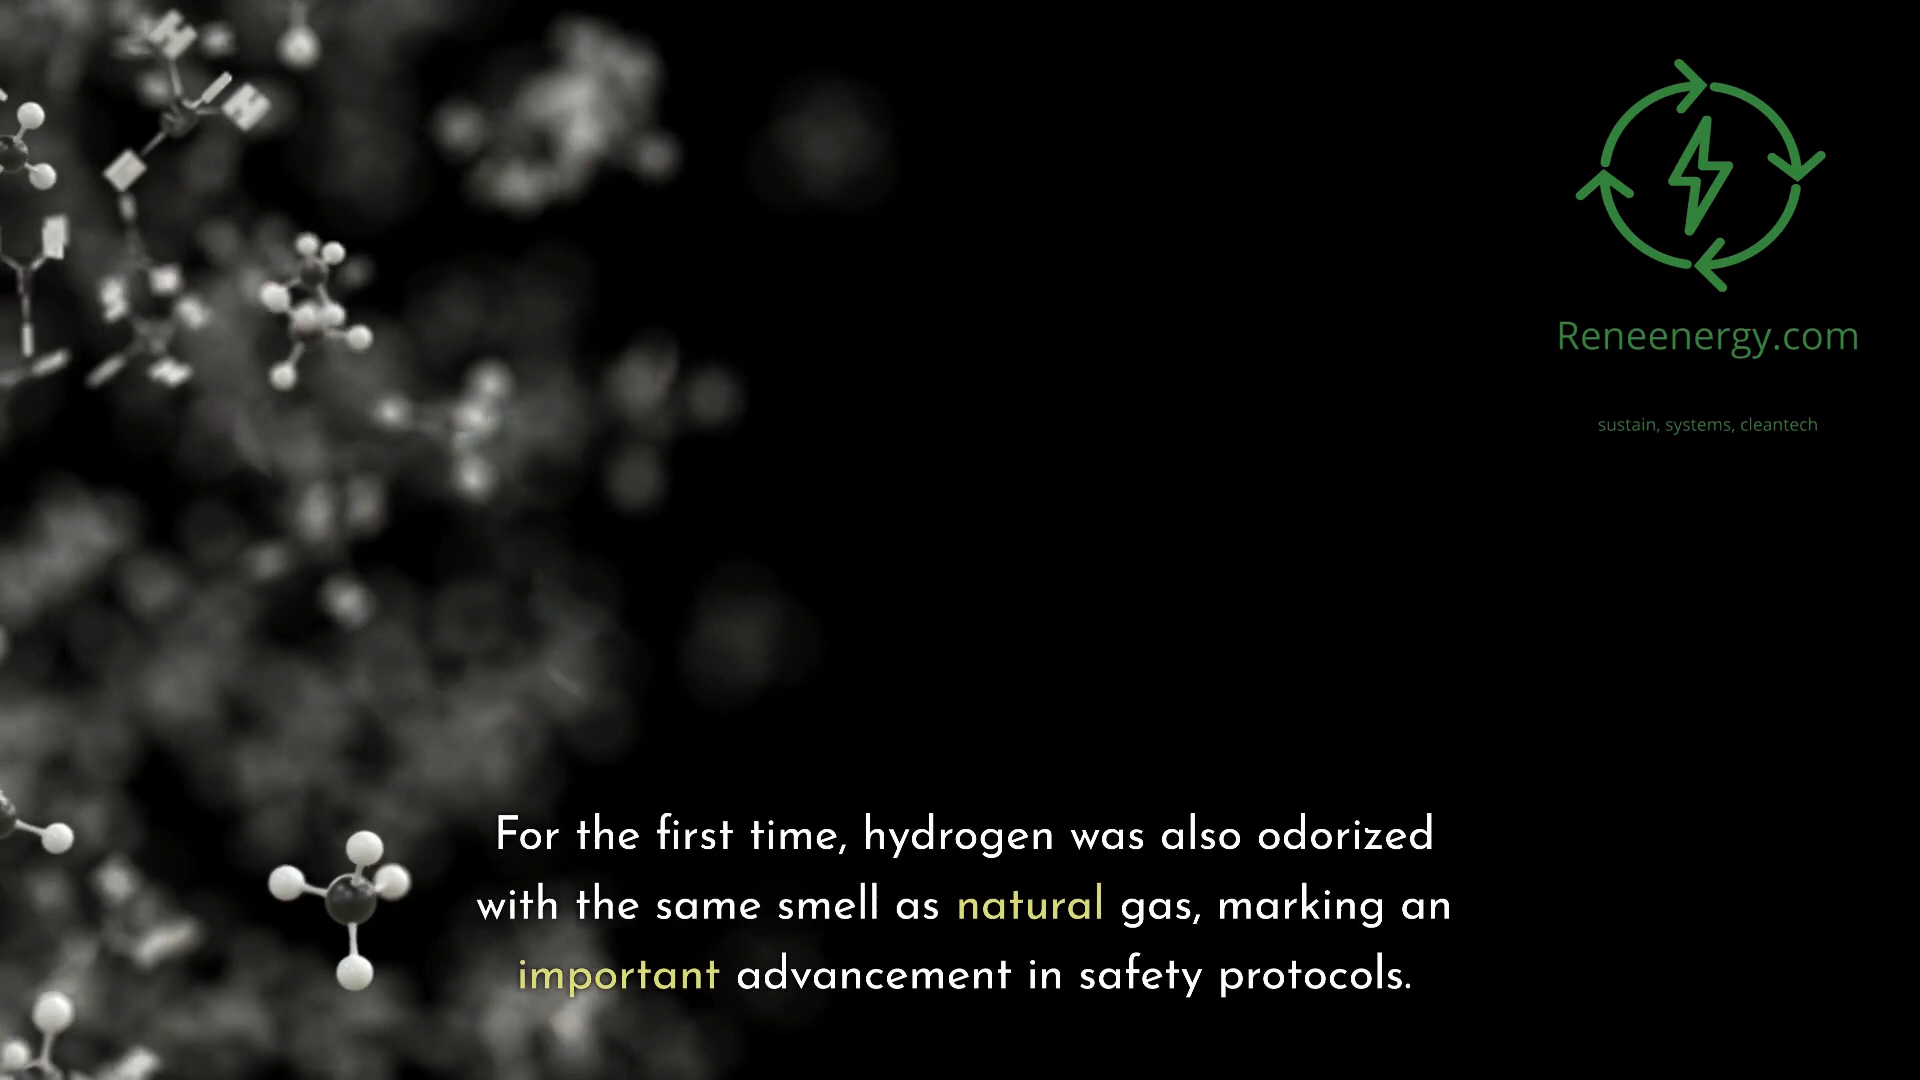 Reneenergy.com
sustain, systems, cleantech
For the first time, hydrogen was also odorized
with the same smell as natural gas, marking an
important advancement in safety protocols.